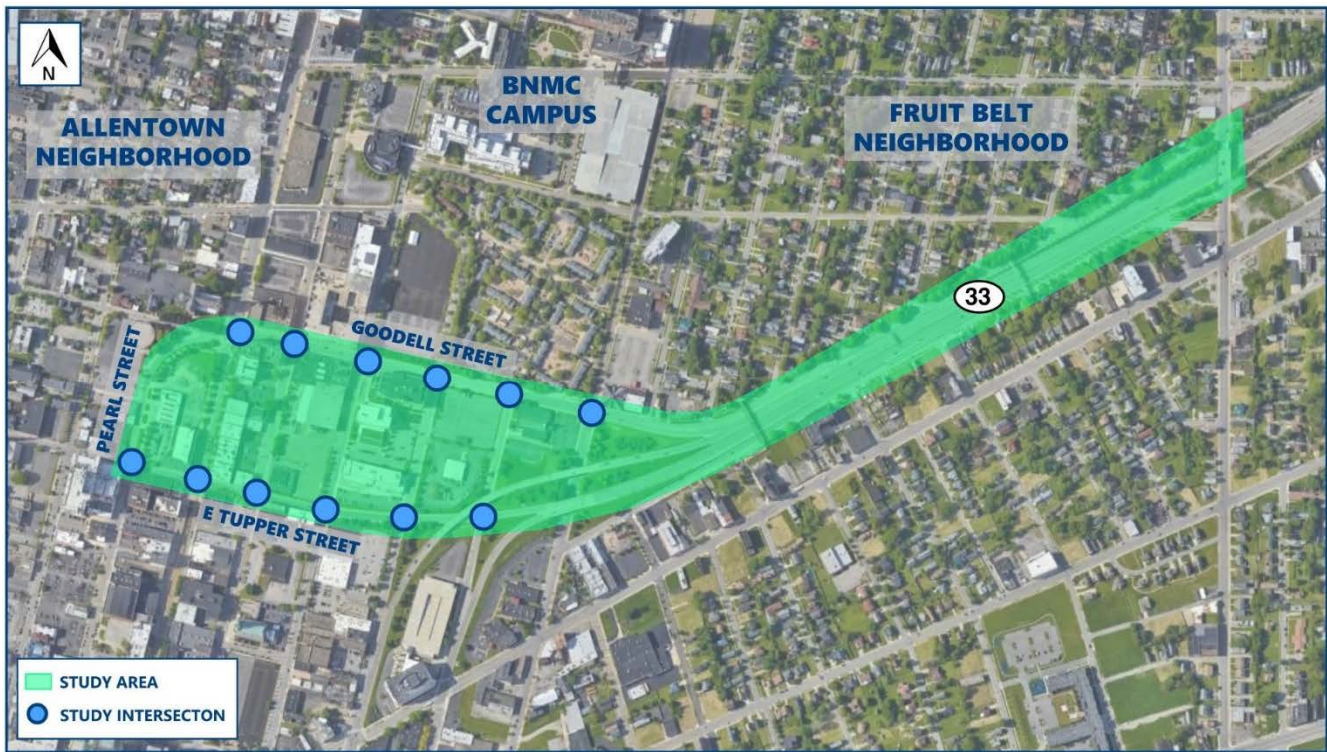 N
ALLENTOWN
NEIGHBORHOOD
BNMC
CAMPUS
FRUIT BELT
NEIGHBORHOOD
33
GOODELL STREET
PEARL STREET
E TUPPER STREET
STUDY AREA
STUDY INTERSECTON